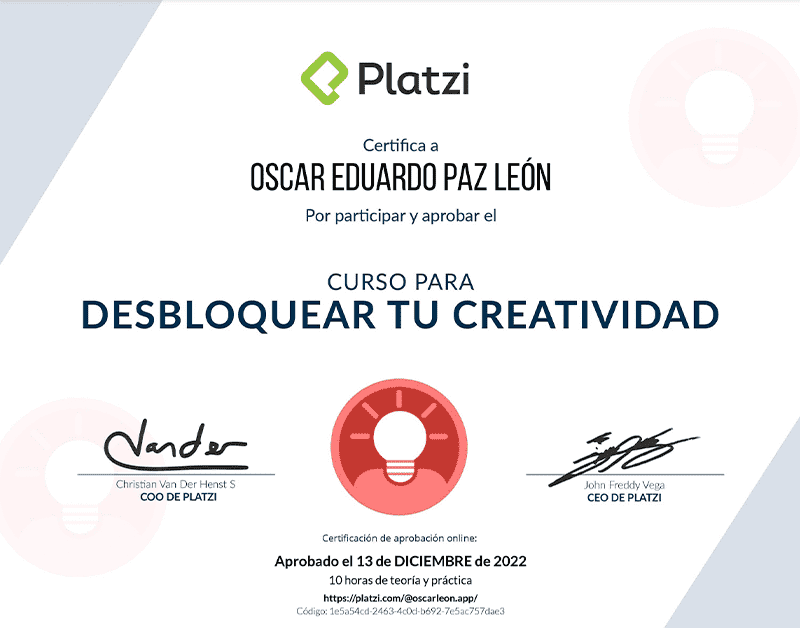 Platzi
Certifica a
OSCAR EDUARDO PAZ LEÓN
Por participar y aprobar el
CURSO PARA
DESBLOQUEAR TU CREATIVIDAD
Vander
Christian Van Der Henst S
COO DE PLATZI
John Freddy Vega
CEO DE PLATZI
Certificación de aprobación online:
Aprobado el 13 de DICIEMBRE de 2022
10 horas de teoría y práctica
https://platzi.com/@oscarleon.app/
Código: 1e5a54cd-2463-4c0d-b692-7e5ac757dae3